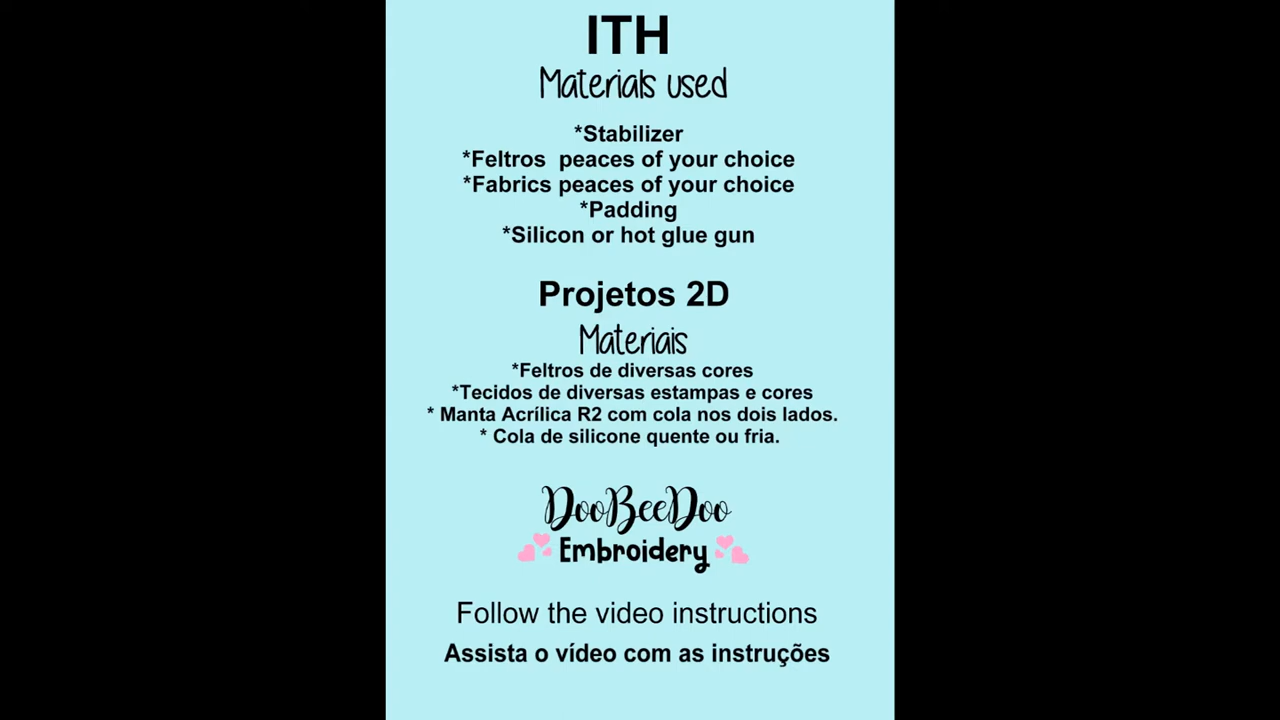 ITH
Materials used
*Stabilizer
*Feltros peaces of your choice
*Fabrics peaces of your choice
*Padding
*Silicon or hot glue gun
Projetos 2D
Materiais
*Feltros de diversas cores
*Tecidos de diversas estampas e cores
* Manta Acrílica R2 com cola nos dois lados.
* Cola de silicone quente ou fria.
DooBeeDoo
Embroidery
Follow the video instructions
Assista o vídeo com as instruções